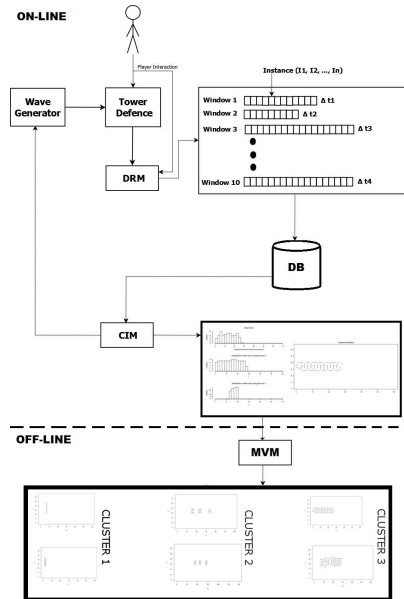 ON-LINE
Player Interaction
Instance (I1, I2, ..., In)
Wave
Generator
Tower
Defence
DRM
Window 1
Δ t1
Window 2
Δ t2
Window 3
Δ t3
Window 10
Δ t4
DB
CIM
OFF-LINE
MVM
CLUSTER 1
CLUSTER 2
CLUSTER 3